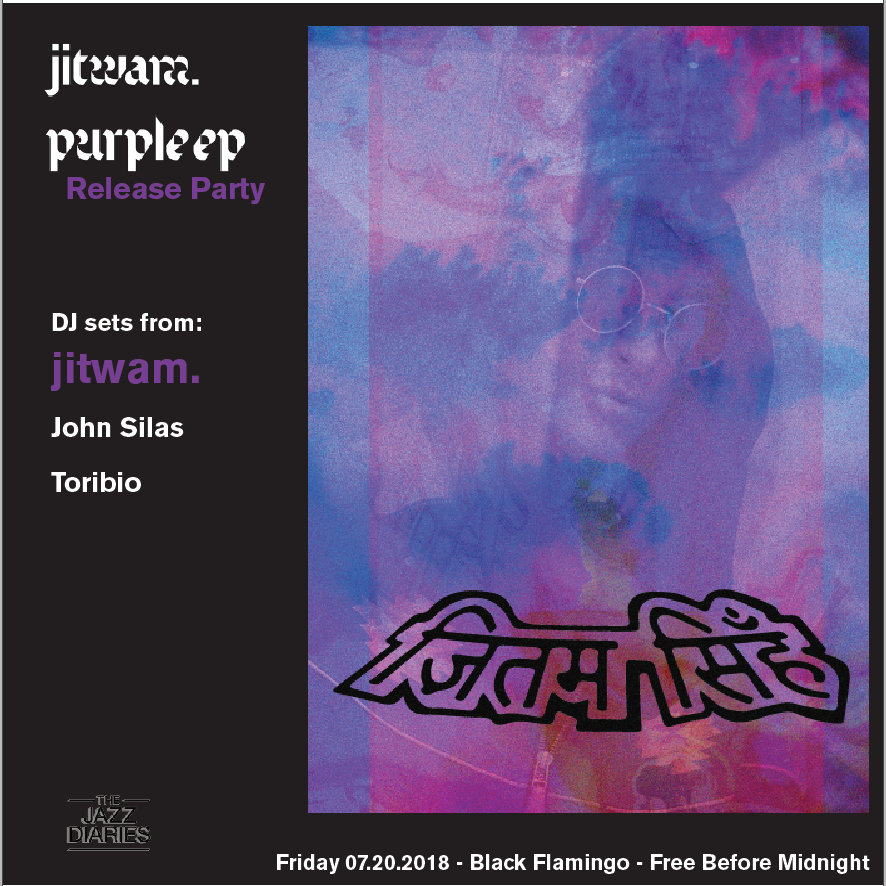 jitwam.
purple ep
Release Party
DJ sets from:
jitwam.
John Silas
Toribio
जितम सिँह
THE
JAZZ
DIARIES
Friday 07.20.2018 - Black Flamingo - Free Before Midnight